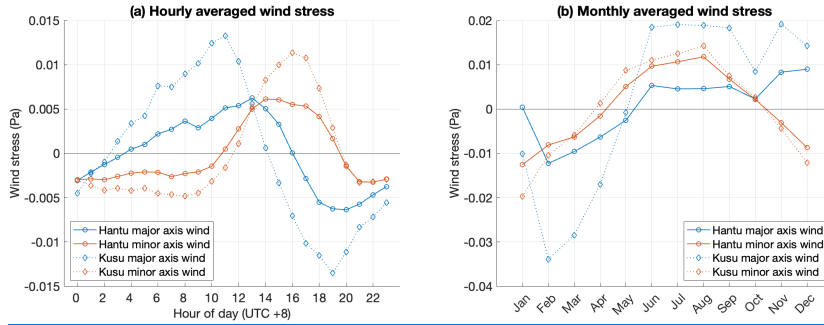 (a) Hourly averaged wind stress
0.015
0.01
0.005
0
-0.005
-0.01
-0.015
Wind stress (Pa)
Hantu major axis wind
Hantu minor axis wind
Kusu major axis wind
Kusu minor axis wind
0 2 4 6 8 10 12 14 16 18 20 22
Hour of day (UTC +8)
(b) Monthly averaged wind stress
0.02
0.01
0
-0.01
-0.02
-0.03
-0.04
Wind stress (Pa)
Hantu major axis wind
Hantu minor axis wind
Kusu major axis wind
Kusu minor axis wind
Jan Feb Mar Apr May Jun Jul Aug Sep Oct Nov Dec